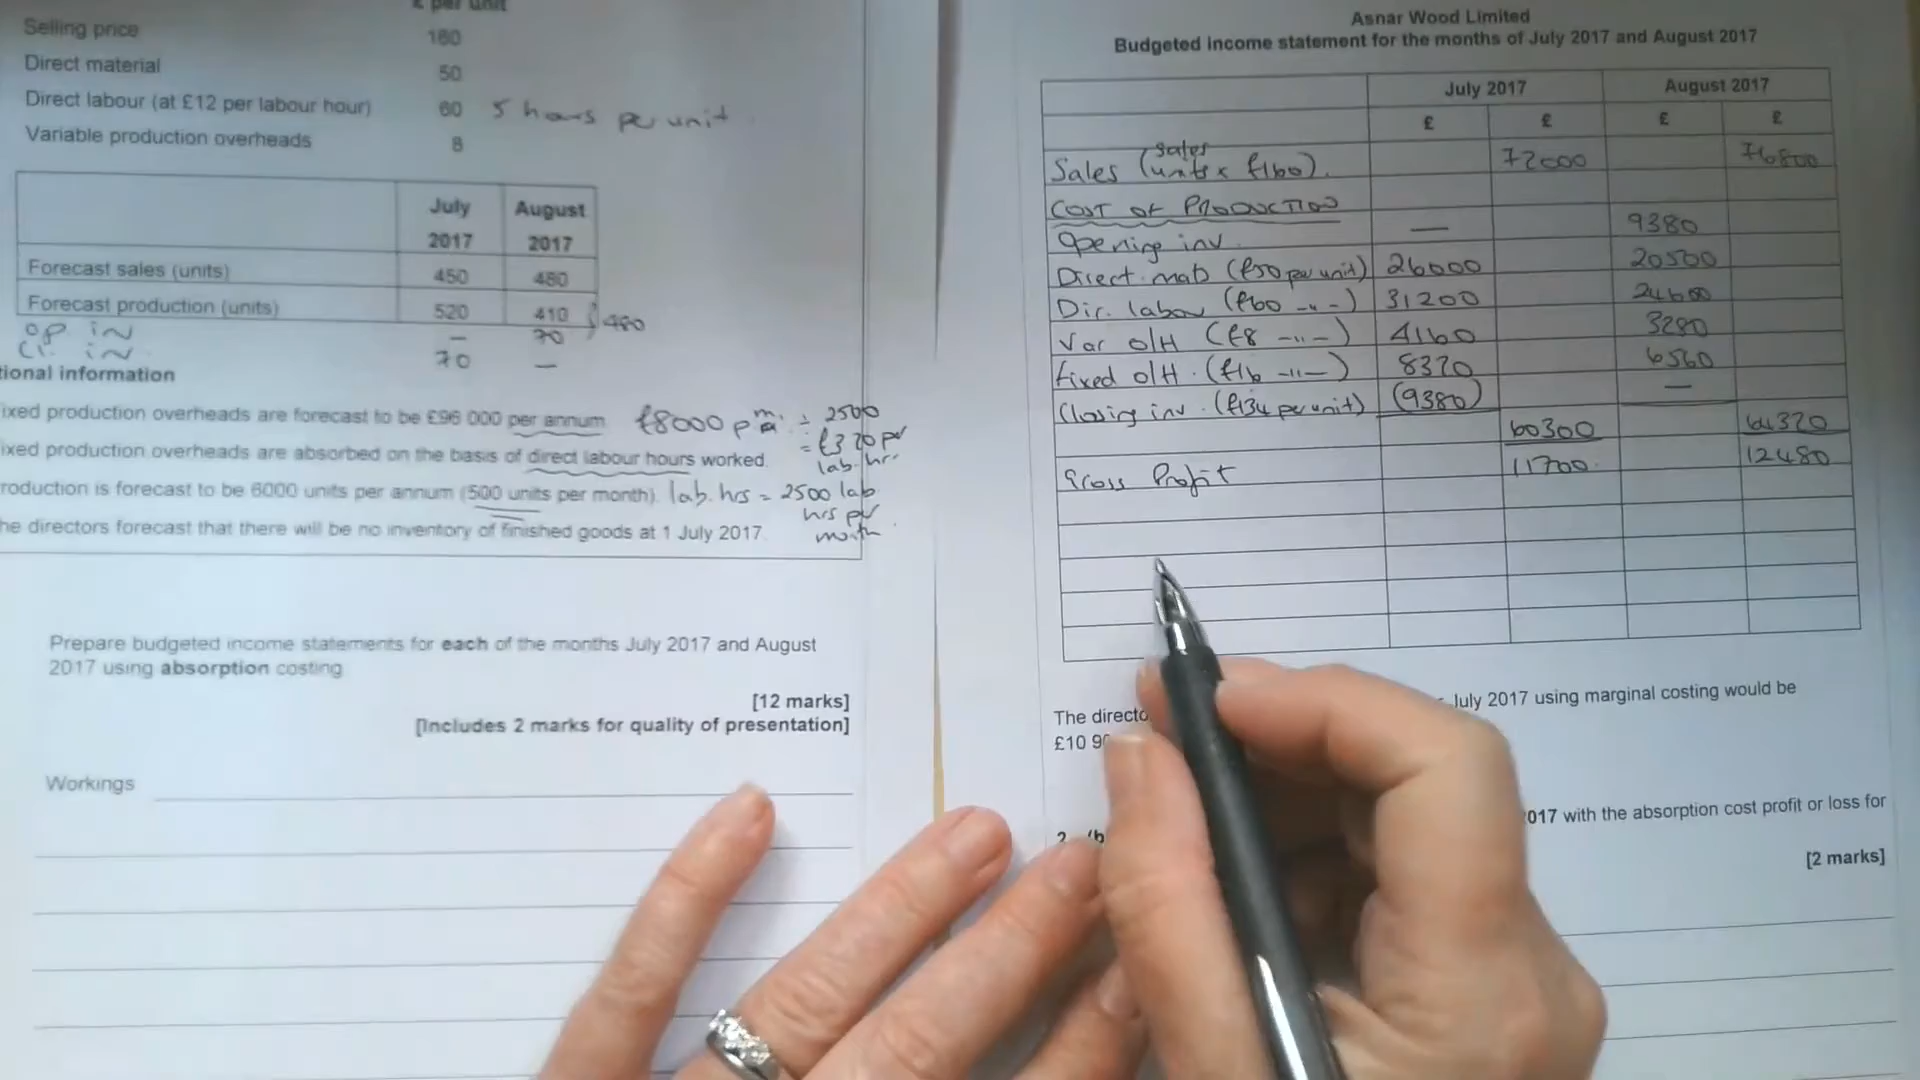 £ per unit
Selling price 160
Direct material 50
Direct labour (at £12 per labour hour) 60 5 hours per unit
Variable production overheads 8
July 2017 August 2017
Forecast sales (units) 450 480
Forecast production (units) 520 410 480
op in — 70
Cl. in 70 —
tional information
ixed production overheads are forecast to be £96 000 per annum £8000 p m. ÷ 2500
= £3.20 per lab. hr.
ixed production overheads are absorbed on the basis of direct labour hours worked.
roduction is forecast to be 6000 units per annum (500 units per month). lab. hrs = 2500 lab hrs per month
he directors forecast that there will be no inventory of finished goods at 1 July 2017.
Prepare budgeted income statements for each of the months July 2017 and August
2017 using absorption costing
[12 marks]
[Includes 2 marks for quality of presentation]
Workings
Asnar Wood Limited
Budgeted income statement for the months of July 2017 and August 2017
July 2017 August 2017
£ £ £ £
Sales (sales units x £160). 72000 76800
COST OF PRODUCTION
Opening inv. — 9380
Direct. mat (£50 per unit) 26000 20500
Dir. labour (£60 -"-) 31200 24600
Var O/H (£8 -"-) 4160 3280
Fixed O/H. (£16 -"-) 8320 6560
Closing inv. (£134 per unit) (9380) —
60300 64320
Gross Profit 11700 12480
The directo July 2017 using marginal costing would be
£10 9
2017 with the absorption cost profit or loss for
[2 marks]